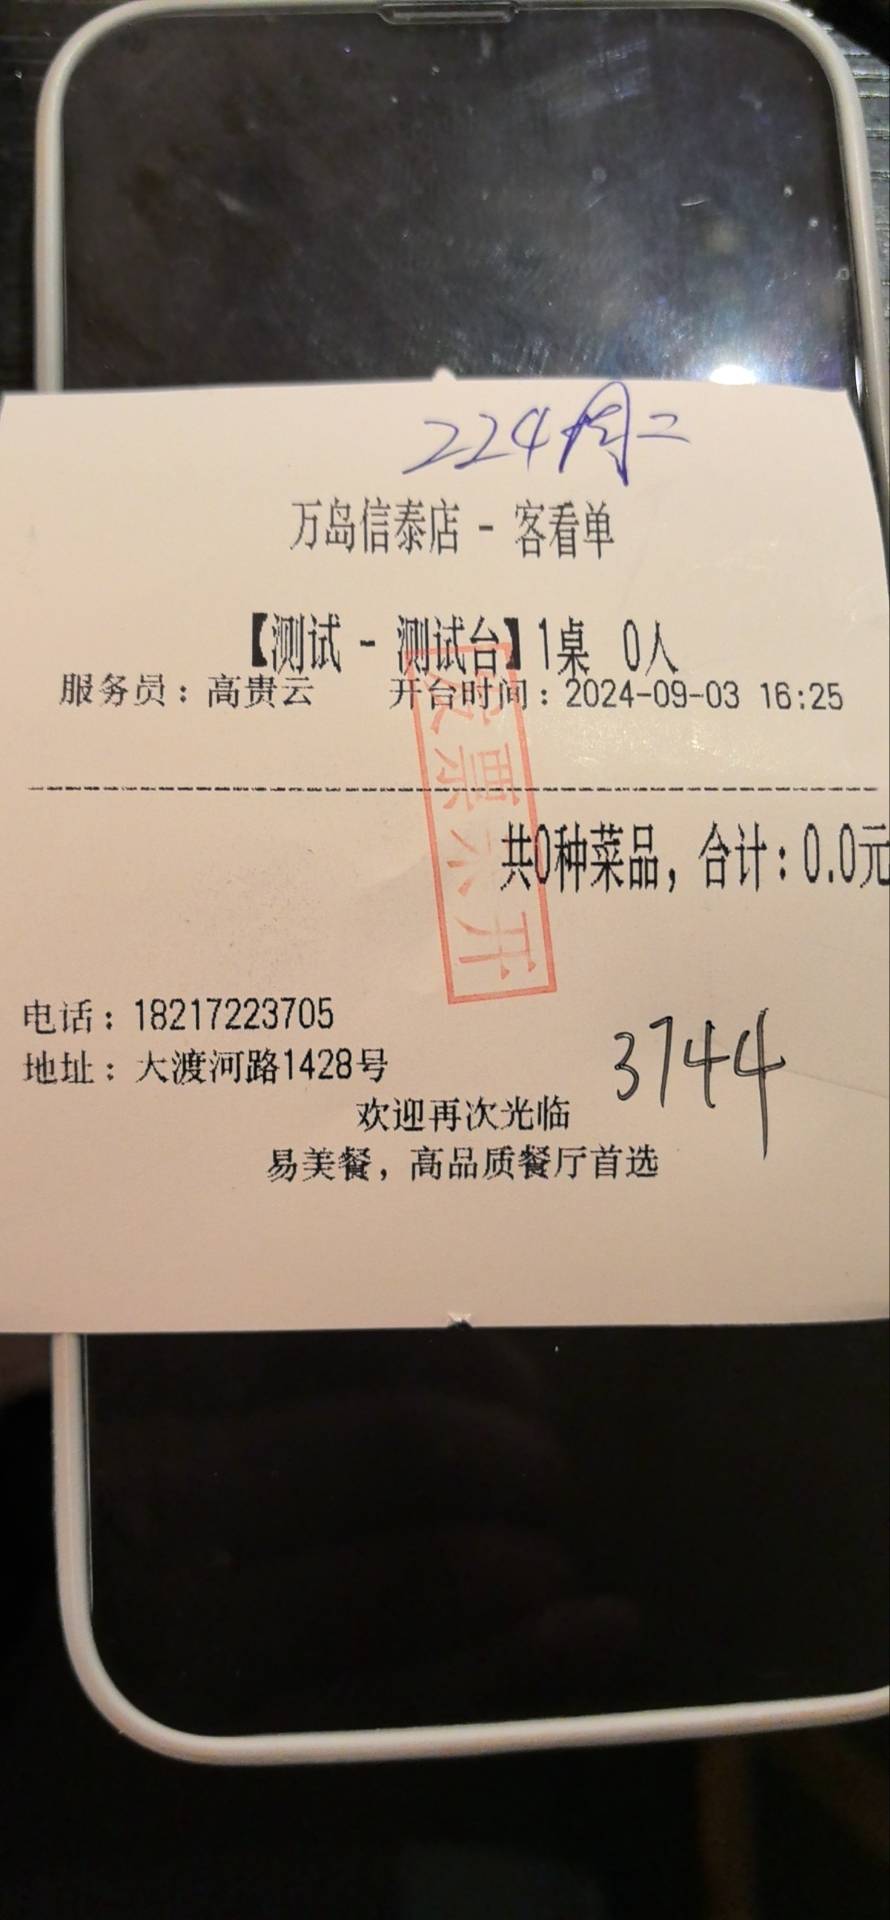 224周二
万岛信泰店 - 客看单
【测试 - 测试台】1桌 0人
服务员：高贵云 开台时间：2024-09-03 16:25
发票未开
共0种菜品，合计：0.0元
电话：18217223705
地址：大渡河路1428号
3744
欢迎再次光临
易美餐，高品质餐厅首选